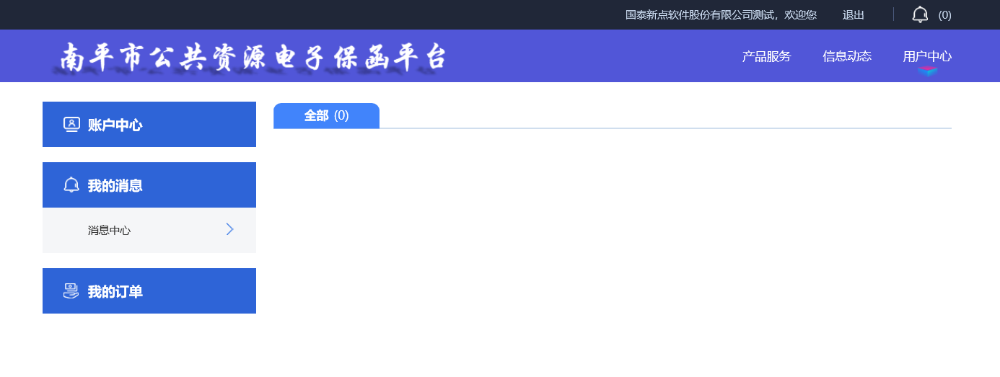 国泰新点软件股份有限公司测试，欢迎您 退出 (0)
南平市公共资源电子保函平台
产品服务 信息动态 用户中心
账户中心
全部 (0)
我的消息
消息中心
我的订单